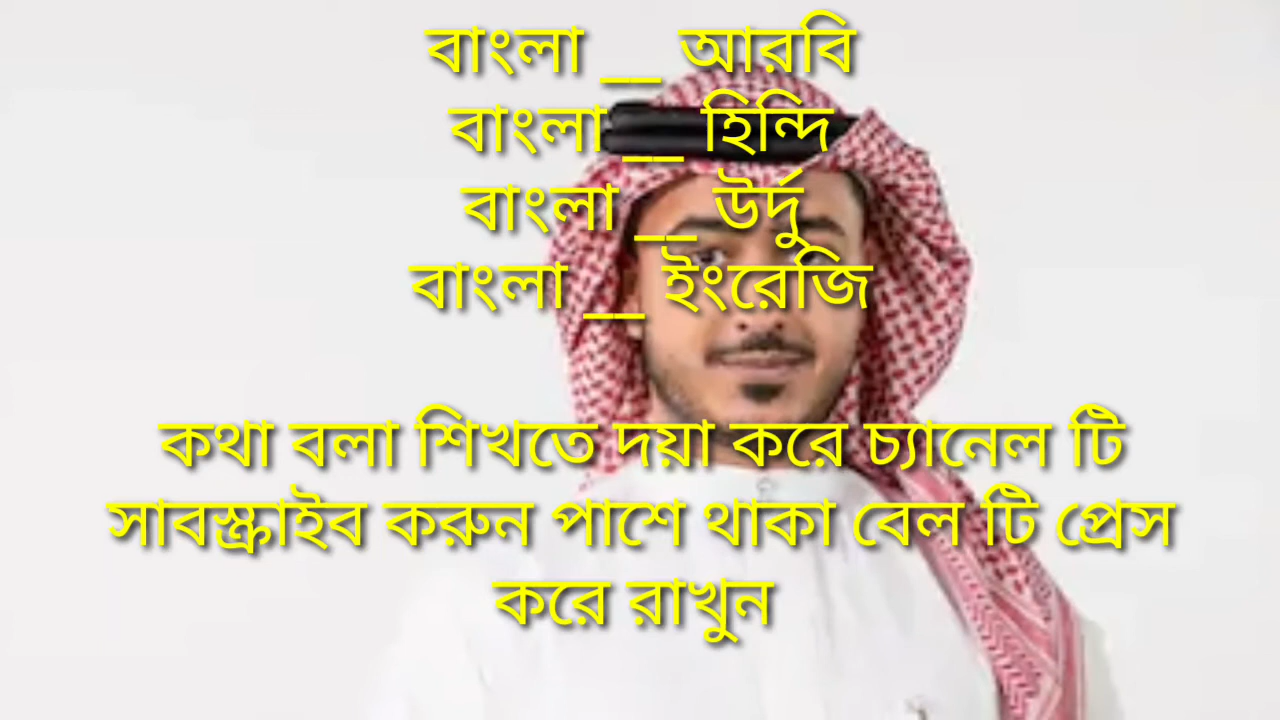 বাংলা __ আরবি
বাংলা __ হিন্দি
বাংলা __ উর্দু
বাংলা __ ইংরেজি
কথা বলা শিখতে দয়া করে চ্যানেল টি
সাবস্ক্রাইব করুন পাশে থাকা বেল টি প্রেস
করে রাখুন